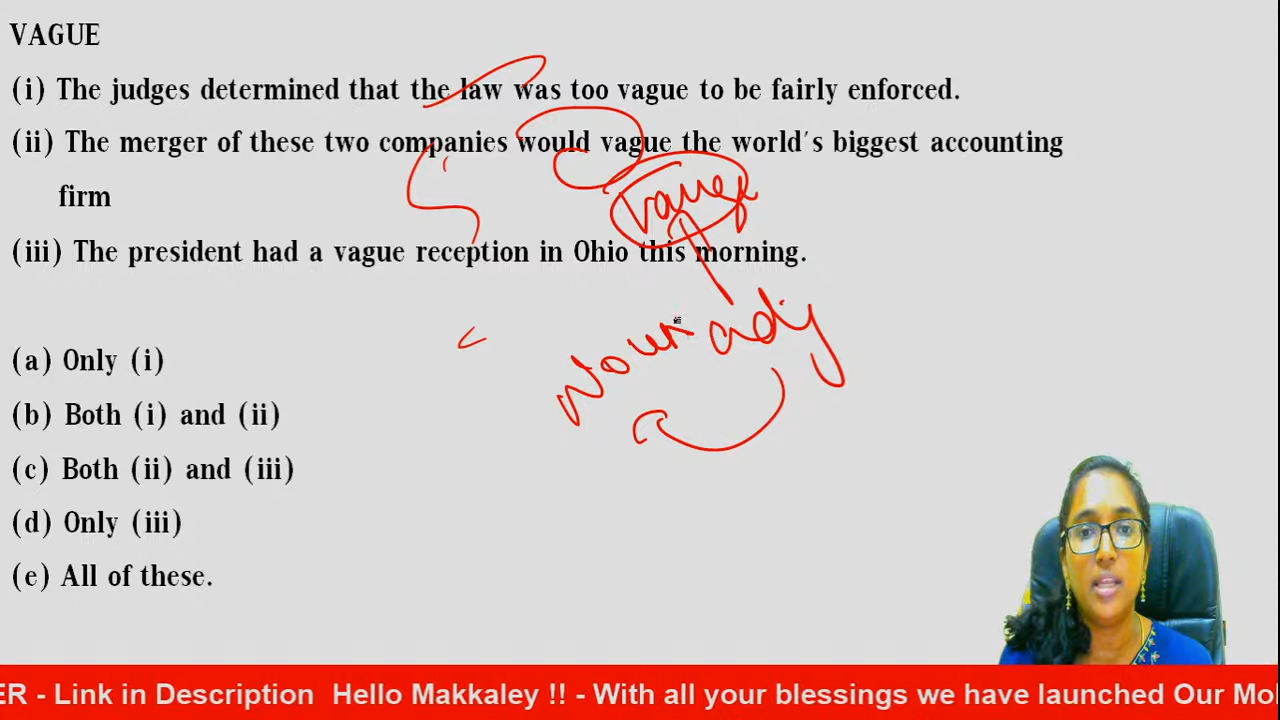 VAGUE
(i) The judges determined that the law was too vague to be fairly enforced.
(ii) The merger of these two companies would vague the world's biggest accounting
firm
vague
(iii) The president had a vague reception in Ohio this morning.
Noun adj
(a) Only (i)
(b) Both (i) and (ii)
(c) Both (ii) and (iii)
(d) Only (iii)
(e) All of these.
ER - Link in Description Hello Makkaley !! - With all your blessings we have launched Our Mo